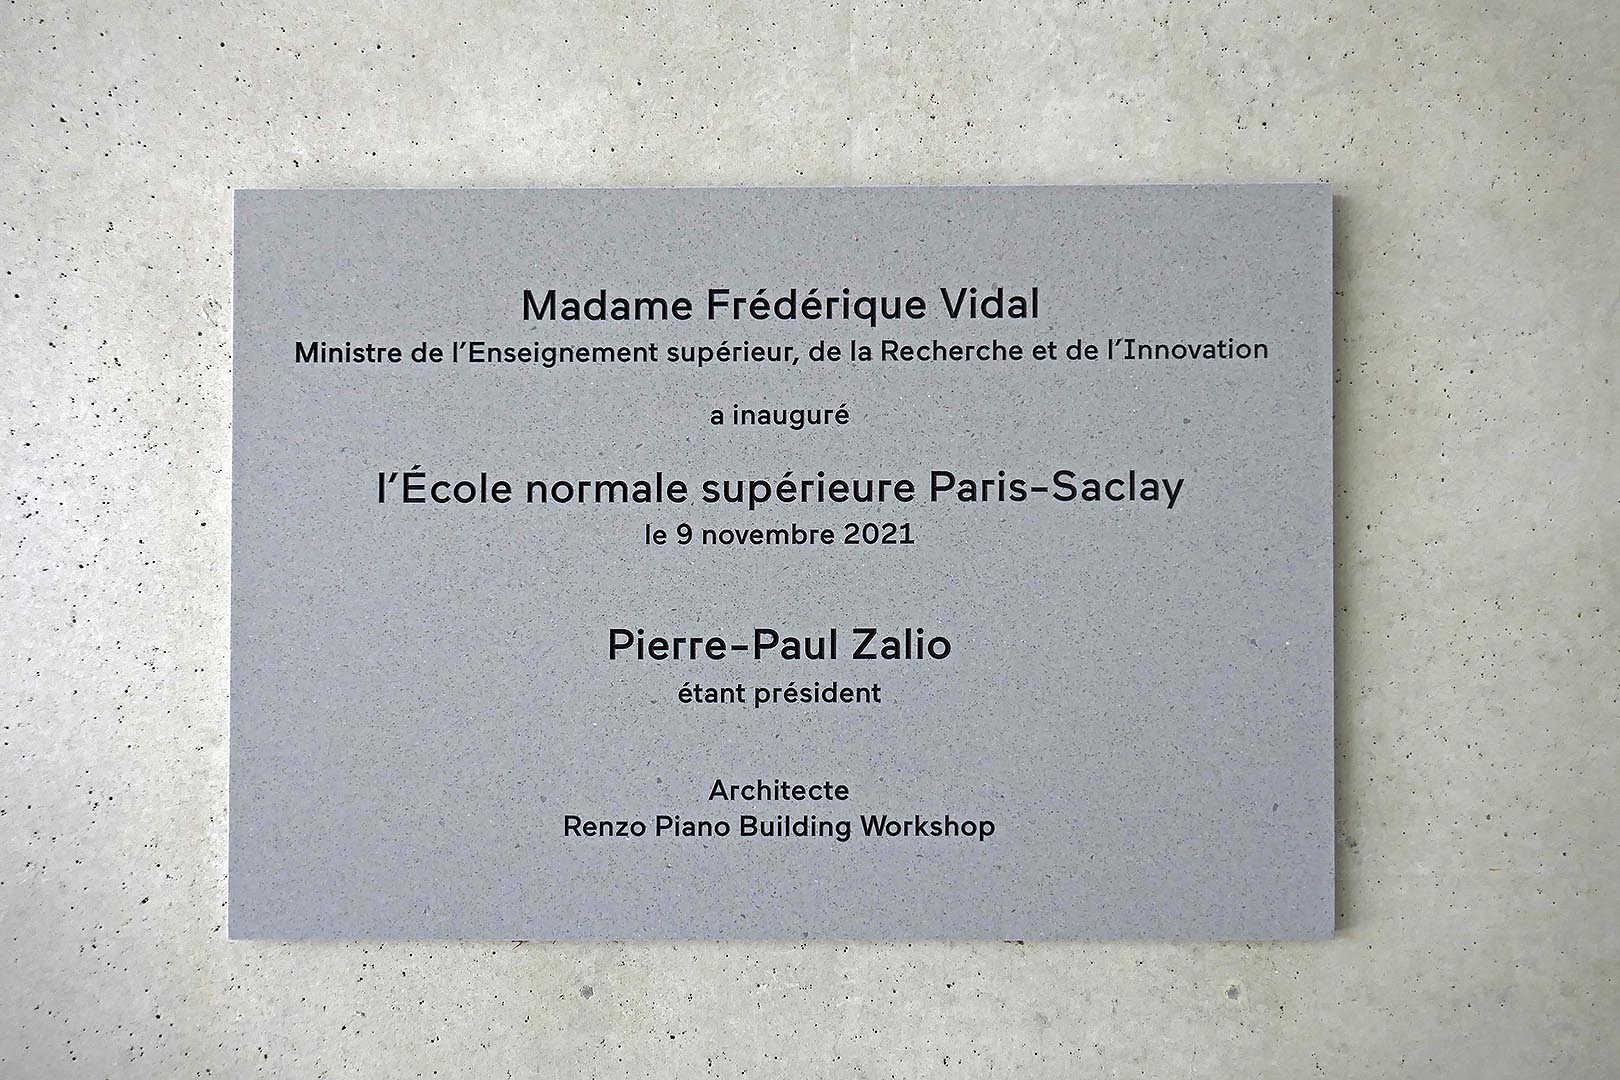 Madame Frédérique Vidal
Ministre de l’Enseignement supérieur, de la Recherche et de l’Innovation
a inauguré
l’École normale supérieure Paris-Saclay
le 9 novembre 2021
Pierre-Paul Zalio
étant président
Architecte
Renzo Piano Building Workshop